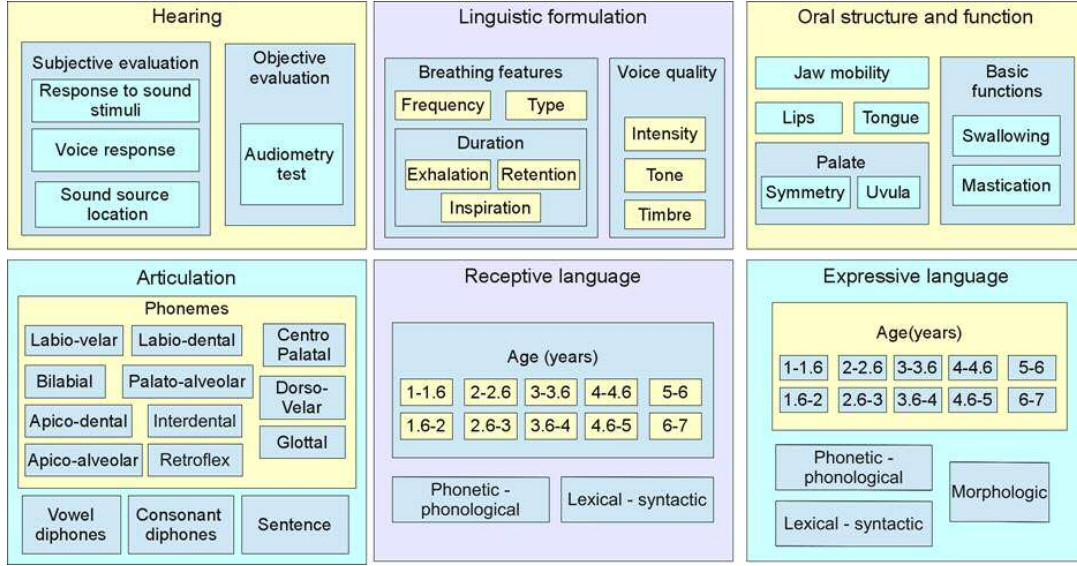 Hearing
Subjective evaluation
Response to sound
stimuli
Voice response
Sound source
location
Objective
evaluation
Audiometry
test
Linguistic formulation
Breathing features
Frequency
Type
Duration
Exhalation
Retention
Inspiration
Voice quality
Intensity
Tone
Timbre
Oral structure and function
Jaw mobility
Lips
Tongue
Palate
Symmetry
Uvula
Basic
functions
Swallowing
Mastication
Articulation
Phonemes
Labio-velar
Labio-dental
Centro
Palatal
Bilabial
Palato-alveolar
Dorso-
Velar
Apico-dental
Interdental
Glottal
Apico-alveolar
Retroflex
Vowel
diphones
Consonant
diphones
Sentence
Receptive language
Age (years)
1-1.6
2-2.6
3-3.6
4-4.6
5-6
1.6-2
2.6-3
3.6-4
4.6-5
6-7
Phonetic -
phonological
Lexical - syntactic
Expressive language
Age(years)
1-1.6
2-2.6
3-3.6
4-4.6
5-6
1.6-2
2.6-3
3.6-4
4.6-5
6-7
Phonetic -
phonological
Morphologic
Lexical - syntactic